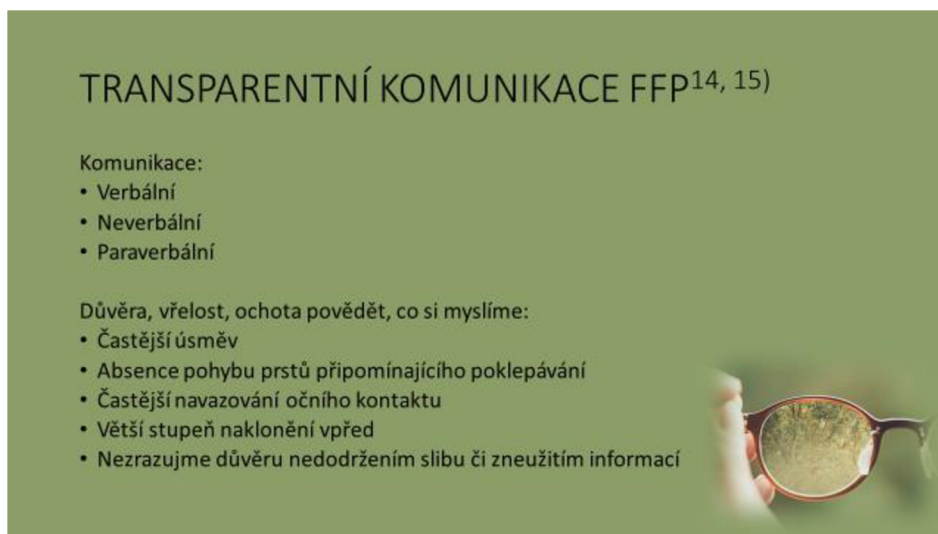 TRANSPARENTNÍ KOMUNIKACE FFP14, 15)
Komunikace:
• Verbální
• Neverbální
• Paraverbální
Důvěra, vřelost, ochota povědět, co si myslíme:
• Častější úsměv
• Absence pohybu prstů připomínajícího poklepávání
• Častější navazování očního kontaktu
• Větší stupeň naklonění vpřed
• Nezrazujme důvěru nedodržením slibu či zneužitím informací